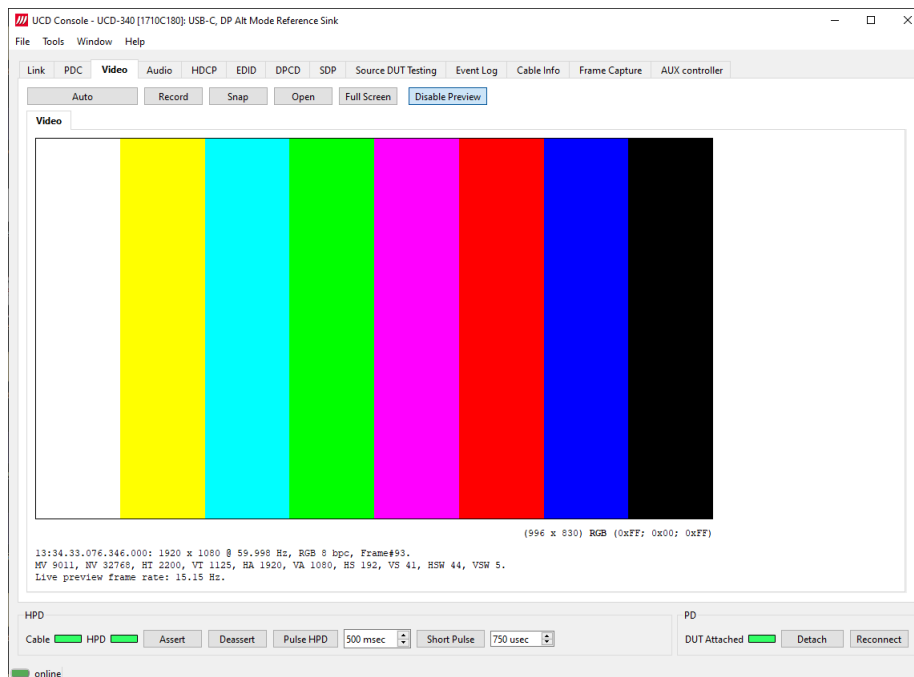 UCD Console - UCD-340 [1710C180]: USB-C, DP Alt Mode Reference Sink
File Tools Window Help
Link PDC Video Audio HDCP EDID DPCD SDP Source DUT Testing Event Log Cable Info Frame Capture AUX controller
Auto Record Snap Open Full Screen Disable Preview
Video
(996 x 830) RGB (0xFF; 0x00; 0xFF)
13:34.33.076.346.000: 1920 x 1080 @ 59.998 Hz, RGB 8 bpc, Frame#93.
MV 9011, NV 32768, HT 2200, VT 1125, HA 1920, VA 1080, HS 192, VS 41, HSW 44, VSW 5.
Live preview frame rate: 15.15 Hz.
HPD PD
Cable HPD Assert Deassert Pulse HPD 500 msec Short Pulse 750 usec DUT Attached Detach Reconnect
online